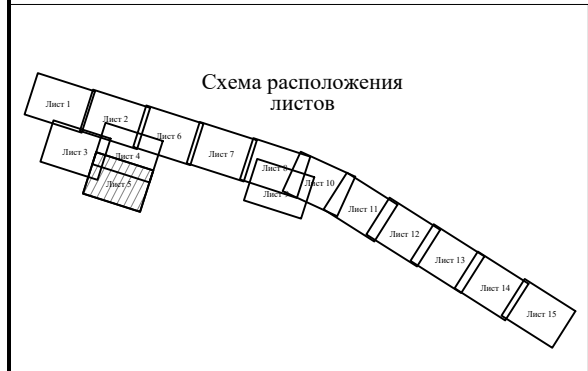 Схема расположения
листов
Лист 1
Лист 2
Лист 3
Лист 4
Лист 5
Лист 6
Лист 7
Лист 8
Лист
Лист 10
Лист 11
Лист 12
Лист 13
Лист 14
Лист 15